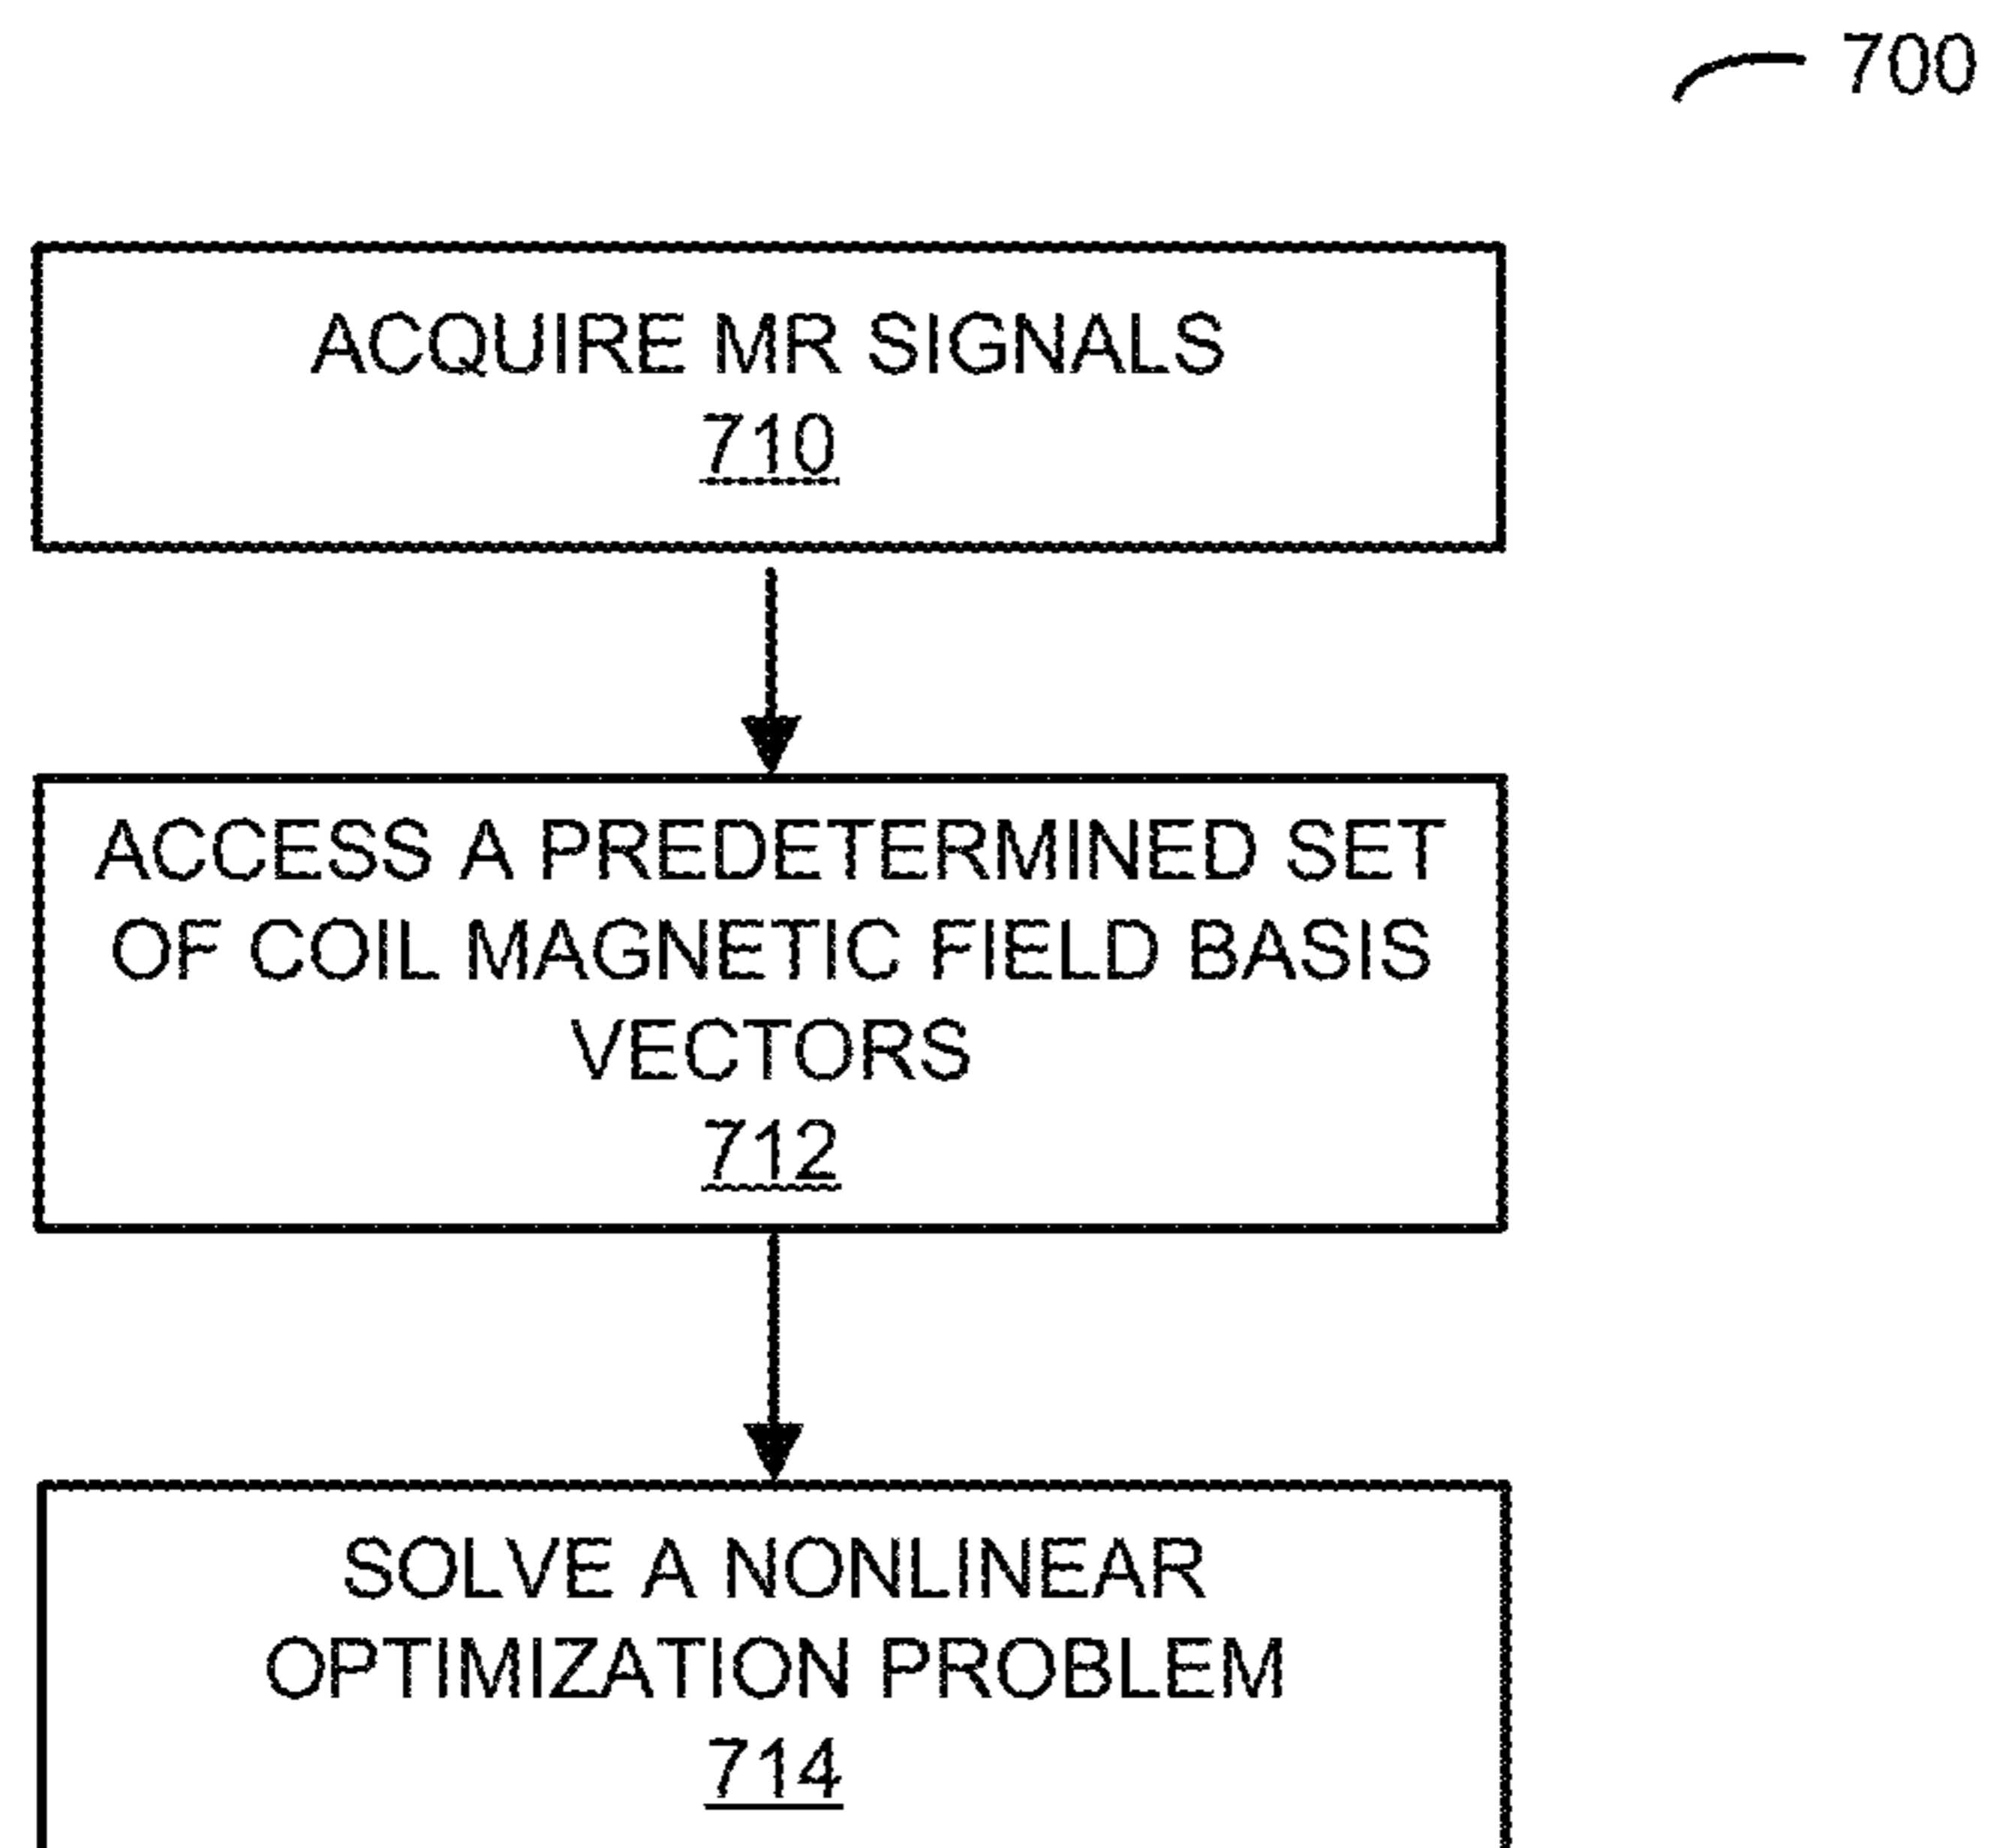 700
ACQUIRE MR SIGNALS
710
ACCESS A PREDETERMINED SET
OF COIL MAGNETIC FIELD BASIS
VECTORS
712
SOLVE A NONLINEAR
OPTIMIZATION PROBLEM
714